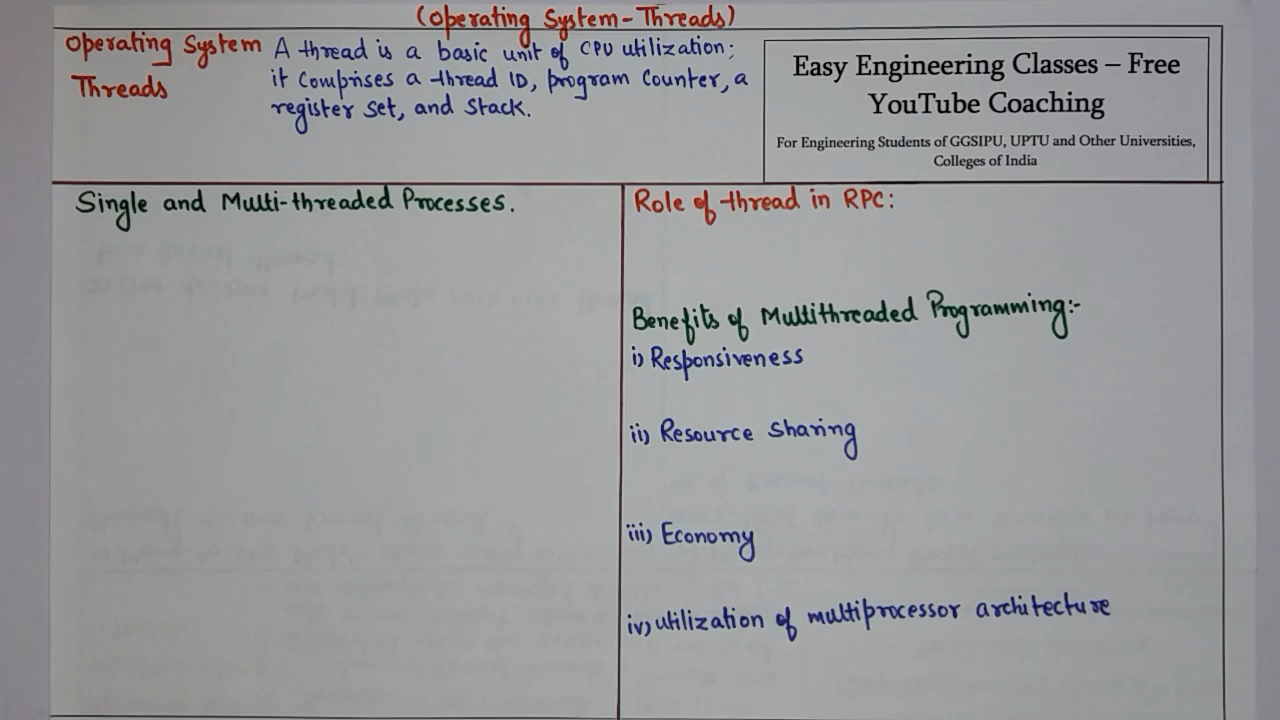 (Operating System - Threads)
Operating System
Threads
A thread is a basic unit of CPU utilization;
it comprises a thread ID, program counter, a
register set, and stack.
Easy Engineering Classes – Free
YouTube Coaching
For Engineering Students of GGSIPU, UPTU and Other Universities,
Colleges of India
Single and Multi-threaded Processes.
Role of thread in RPC:
Benefits of Multithreaded Programming:-
i) Responsiveness
ii) Resource sharing
iii) Economy
iv) utilization of multiprocessor architecture